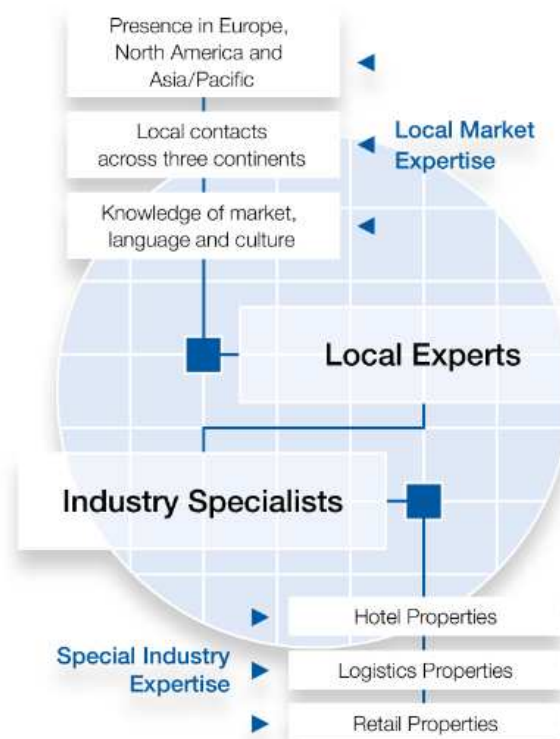 Presence in Europe,
North America and
Asia/Pacific
Local contacts
across three continents
Local Market
Expertise
Knowledge of market,
language and culture
Local Experts
Industry Specialists
Hotel Properties
Special Industry
Expertise
Logistics Properties
Retail Properties